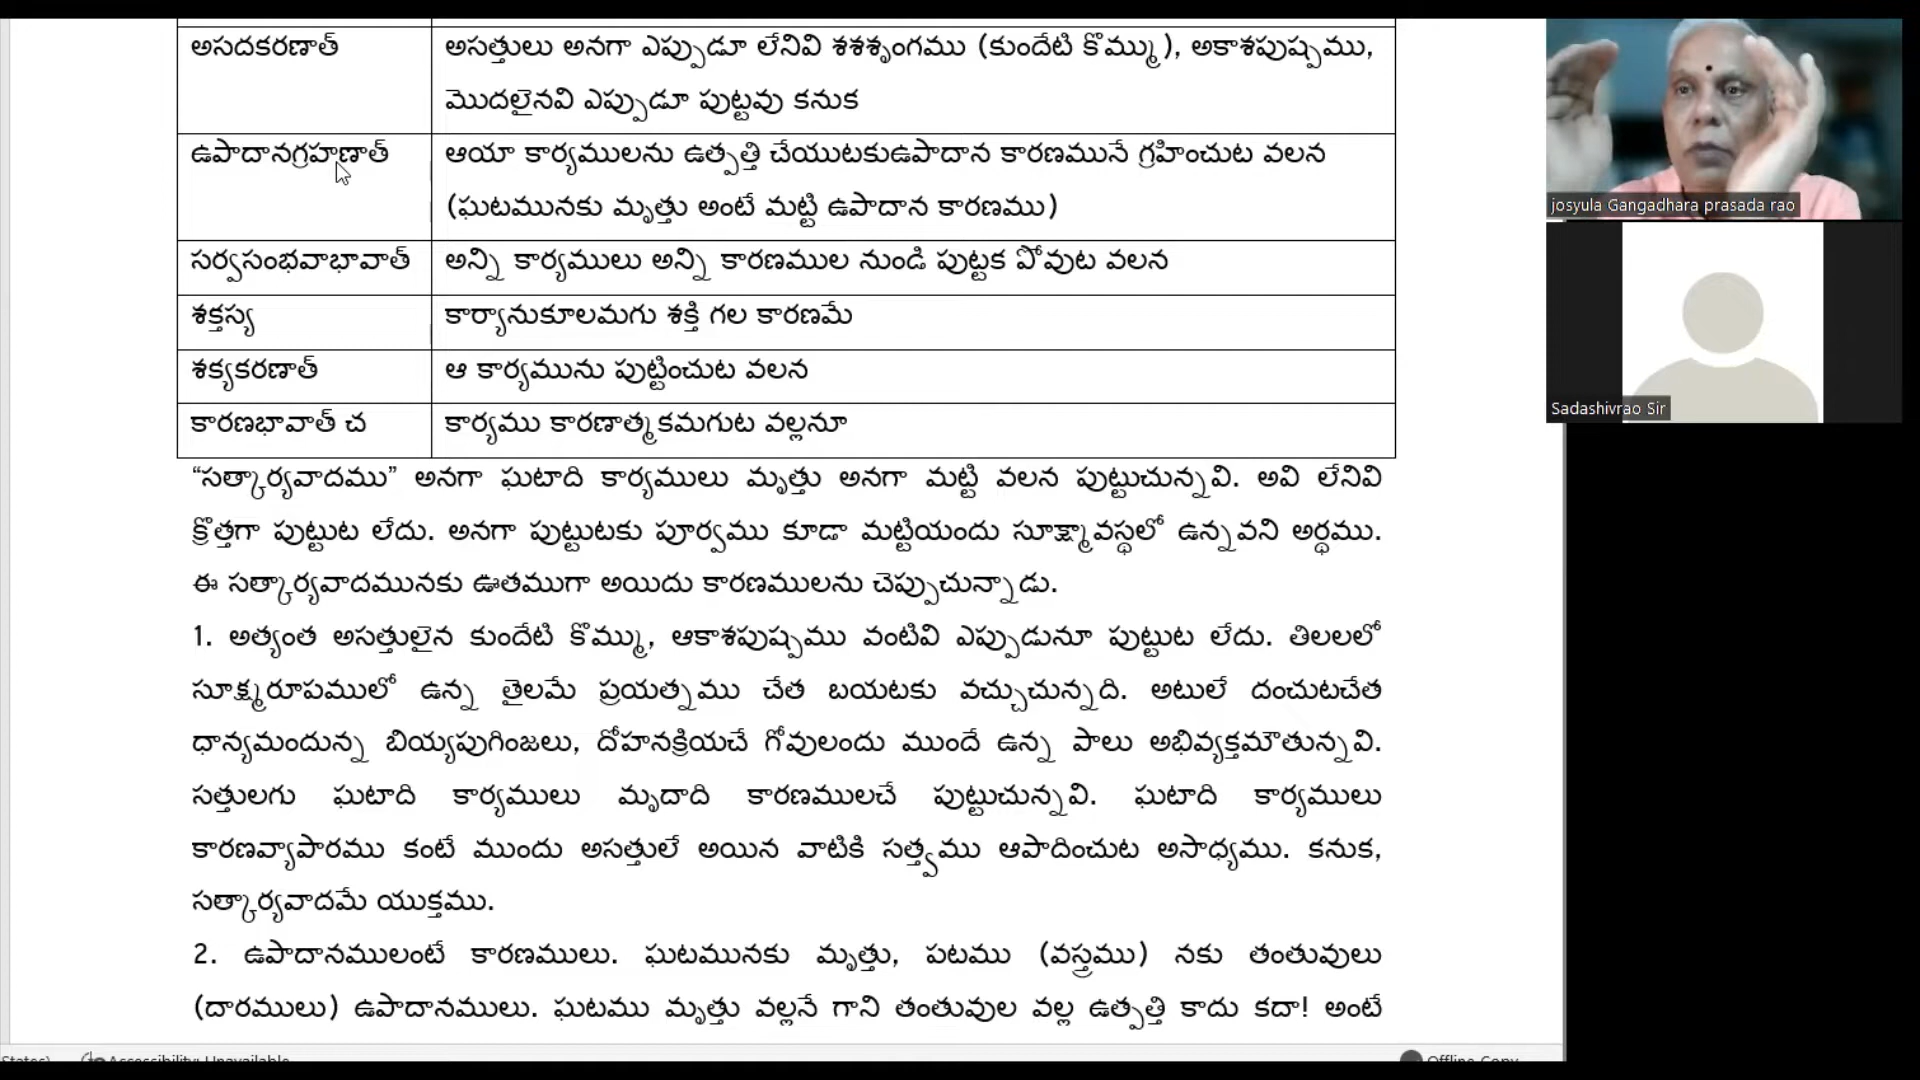 అసదకరణాత్ అసత్తులు అనగా ఎప్పుడూ లేనివి శశశృంగము (కుందేటి కొమ్ము), అకాశపుష్పము,
మొదలైనవి ఎప్పుడూ పుట్టవు కనుక
ఉపాదానగ్రహణాత్ ఆయా కార్యములను ఉత్పత్తి చేయుటకుఉపాదాన కారణమునే గ్రహించుట వలన
(ఘటమునకు మృత్తు అంటే మట్టి ఉపాదాన కారణము)
సర్వసంభవాభావాత్ అన్ని కార్యములు అన్ని కారణముల నుండి పుట్టక పోవుట వలన
శక్తస్య కార్యానుకూలమగు శక్తి గల కారణమే
శక్యకరణాత్ ఆ కార్యమును పుట్టించుట వలన
కారణభావాత్ చ కార్యము కారణాత్మకమగుట వల్లనూ
“సత్కార్యవాదము” అనగా ఘటాది కార్యములు మృత్తు అనగా మట్టి వలన పుట్టుచున్నవి. అవి లేనివి
క్రొత్తగా పుట్టుట లేదు. అనగా పుట్టుటకు పూర్వము కూడా మట్టియందు సూక్ష్మావస్థలో ఉన్నవని అర్థము.
ఈ సత్కార్యవాదమునకు ఊతముగా అయిదు కారణములను చెప్పుచున్నాడు.
1. అత్యంత అసత్తులైన కుందేటి కొమ్ము, ఆకాశపుష్పము వంటివి ఎప్పుడునూ పుట్టుట లేదు. తిలలలో
సూక్ష్మరూపములో ఉన్న తైలమే ప్రయత్నము చేత బయటకు వచ్చుచున్నది. అటులే దంచుటచేత
ధాన్యమందున్న బియ్యపుగింజలు, దోహనక్రియచే గోవులందు ముందే ఉన్న పాలు అభివ్యక్తమౌతున్నవి.
సత్తులగు ఘటాది కార్యములు మృదాది కారణములచే పుట్టుచున్నవి. ఘటాది కార్యములు
కారణవ్యాపారము కంటే ముందు అసత్తులే అయిన వాటికి సత్త్వము ఆపాదించుట అసాధ్యము. కనుక,
సత్కార్యవాదమే యుక్తము.
2. ఉపాదానములంటే కారణములు. ఘటమునకు మృత్తు, పటము (వస్త్రము) నకు తంతువులు
(దారములు) ఉపాదానములు. ఘటము మృత్తు వల్లనే గాని తంతువుల వల్ల ఉత్పత్తి కాదు కదా! అంటే
States) Accessibility: Unavailable Offline Copy
josyula Gangadhara prasada rao
Sadashivrao Sir